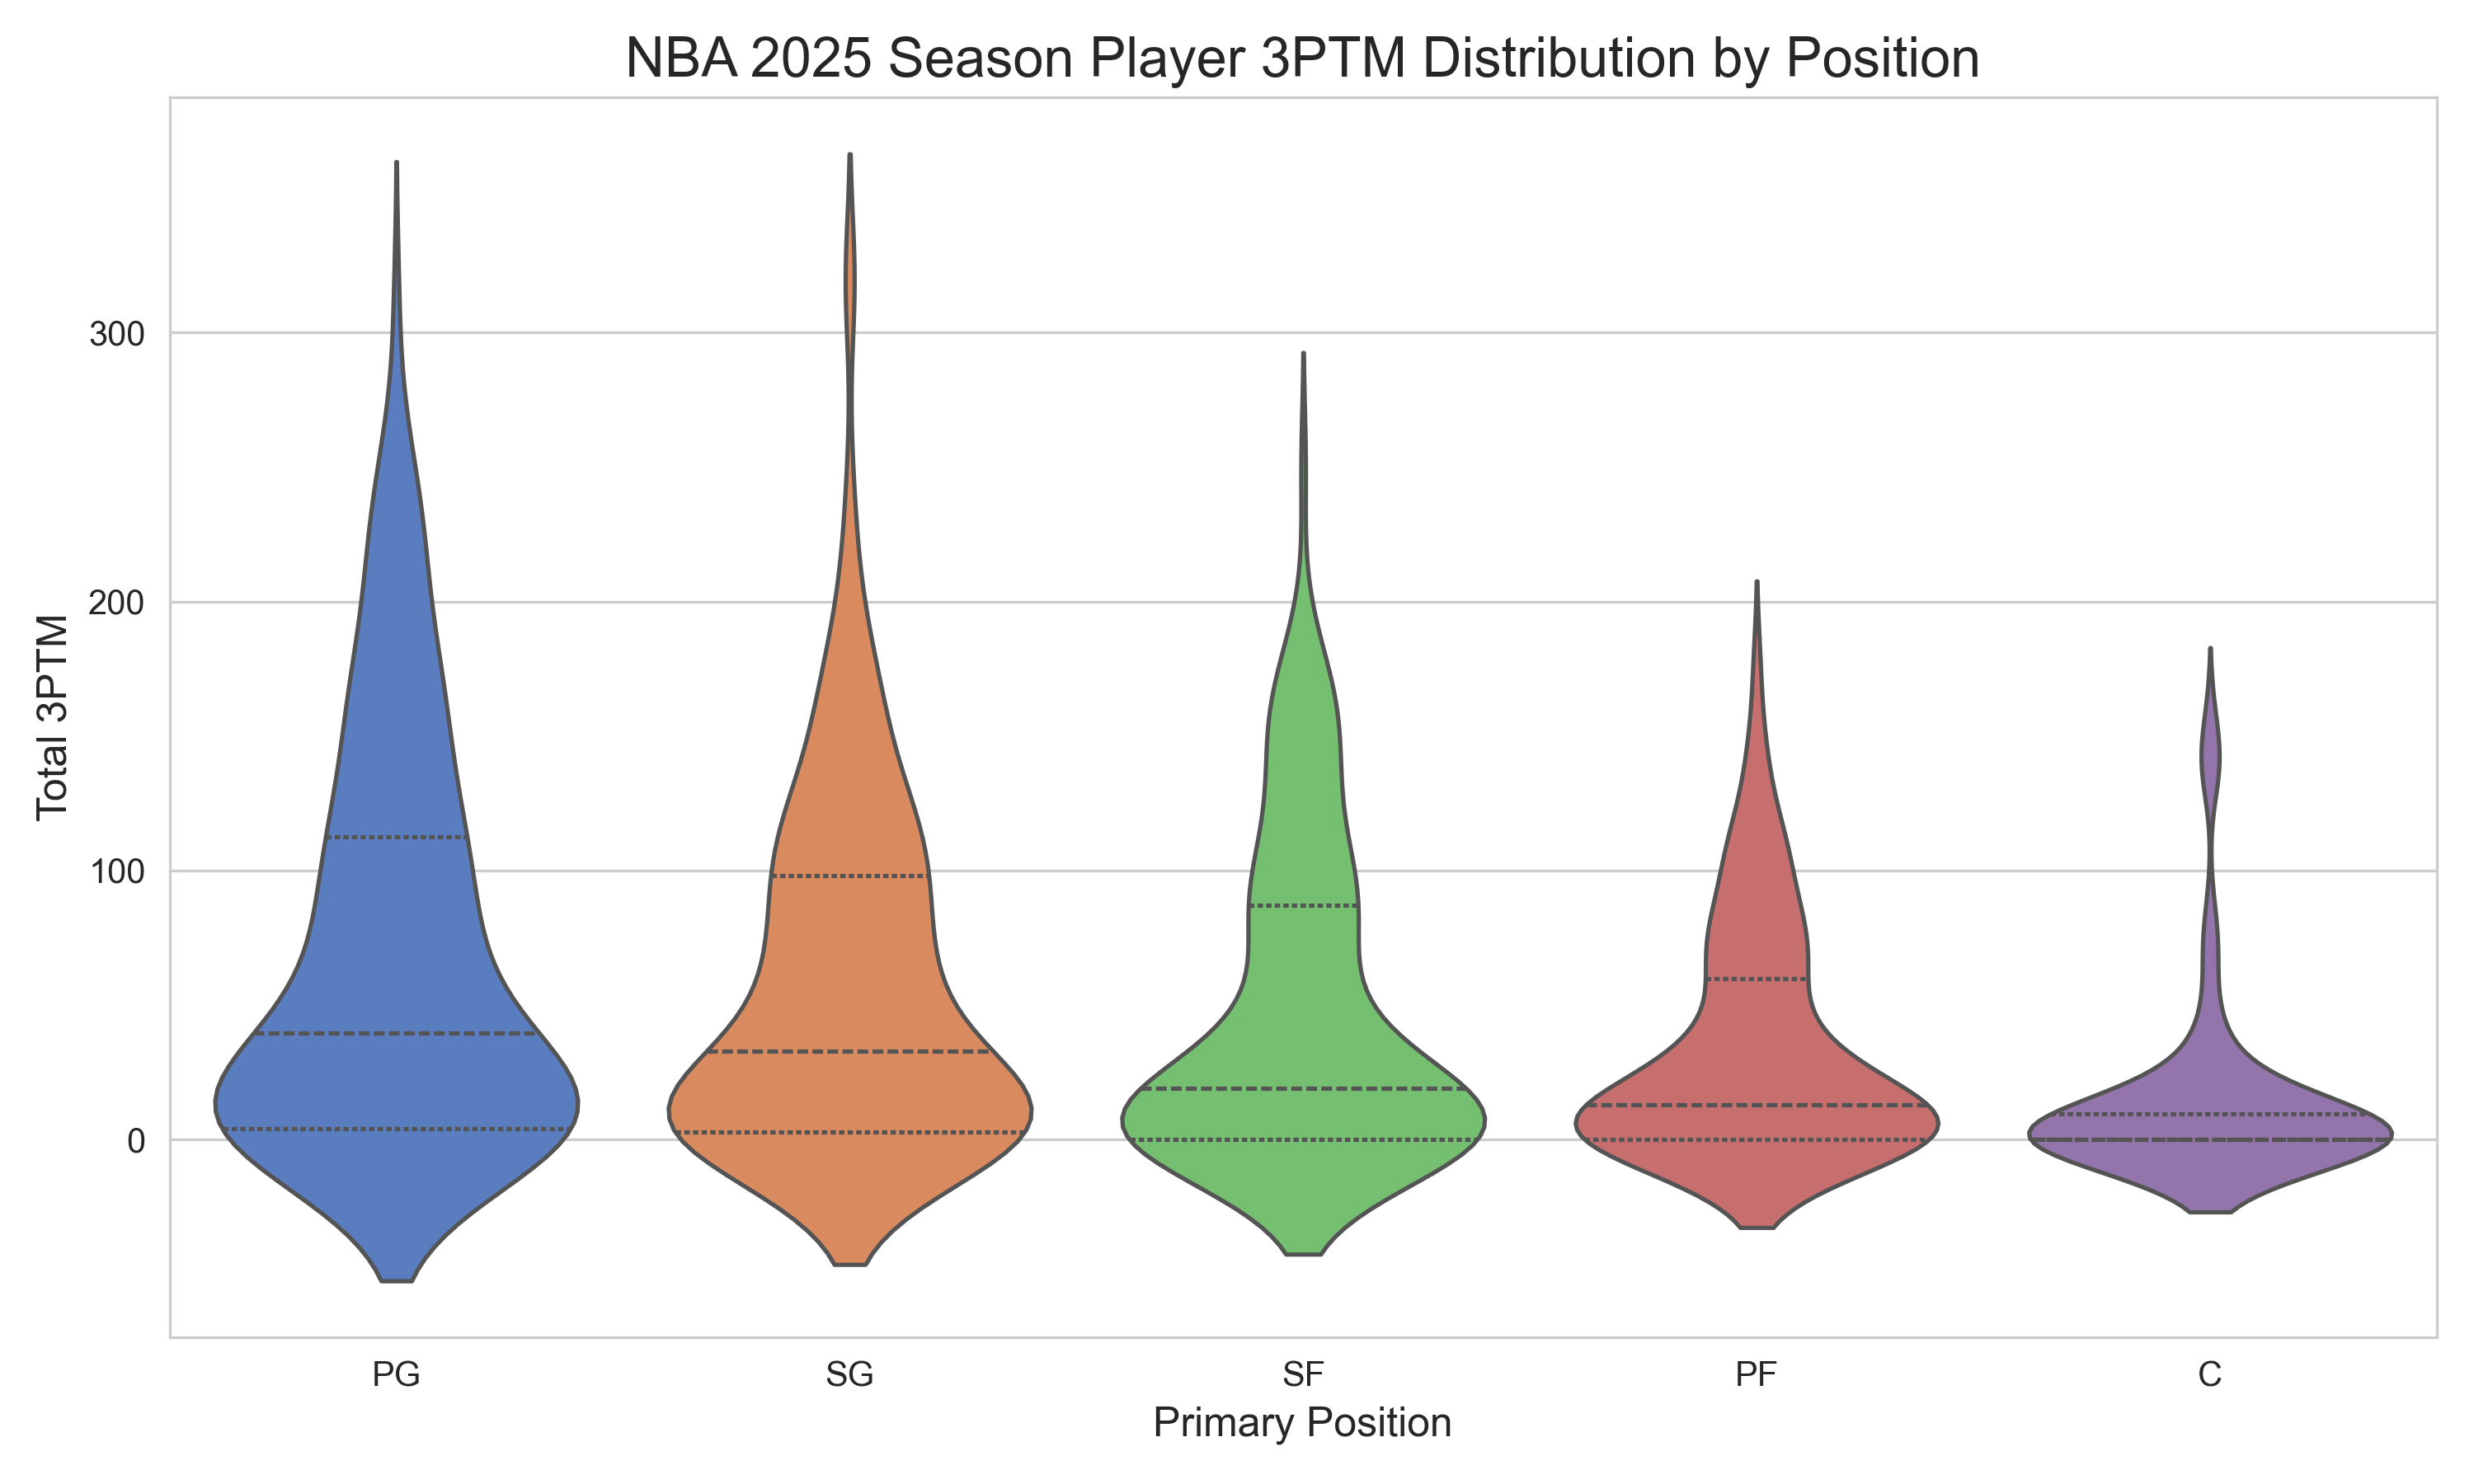 NBA 2025 Season Player 3PTM Distribution by Position
Total 3PTM
300
200
100
0
PG
SG
SF
PF
C
Primary Position